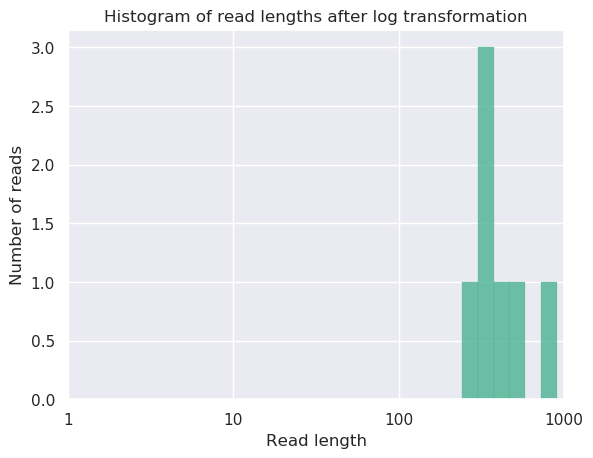 Histogram of read lengths after log transformation
3.0
2.5
2.0
1.5
1.0
0.5
0.0
Number of reads
1 10 100 1000
Read length